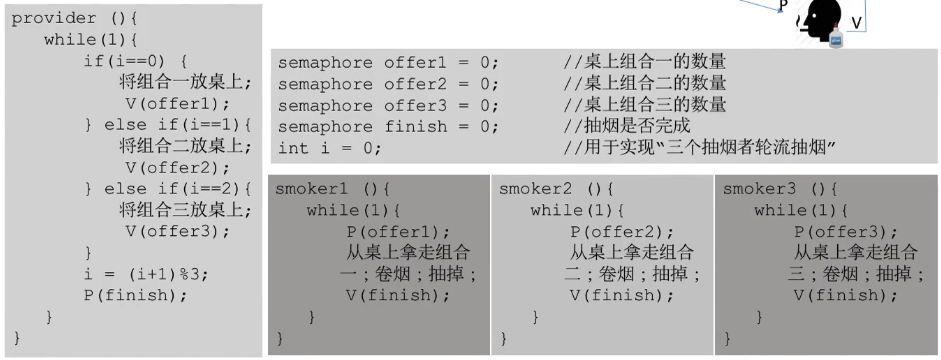 P
V
provider (){
while(1){
if(i==0) {
将组合一放桌上;
V(offer1);
} else if(i==1){
将组合二放桌上;
V(offer2);
} else if(i==2){
将组合三放桌上;
V(offer3);
}
i = (i+1)%3;
P(finish);
}
}
semaphore offer1 = 0; //桌上组合一的数量
semaphore offer2 = 0; //桌上组合二的数量
semaphore offer3 = 0; //桌上组合三的数量
semaphore finish = 0; //抽烟是否完成
int i = 0; //用于实现“三个抽烟者轮流抽烟”
smoker1 (){
while(1){
P(offer1);
从桌上拿走组合
一；卷烟；抽掉；
V(finish);
}
}
smoker2 (){
while(1){
P(offer2);
从桌上拿走组合
二；卷烟；抽掉；
V(finish);
}
}
smoker3 (){
while(1){
P(offer3);
从桌上拿走组合
三；卷烟；抽掉；
V(finish);
}
}